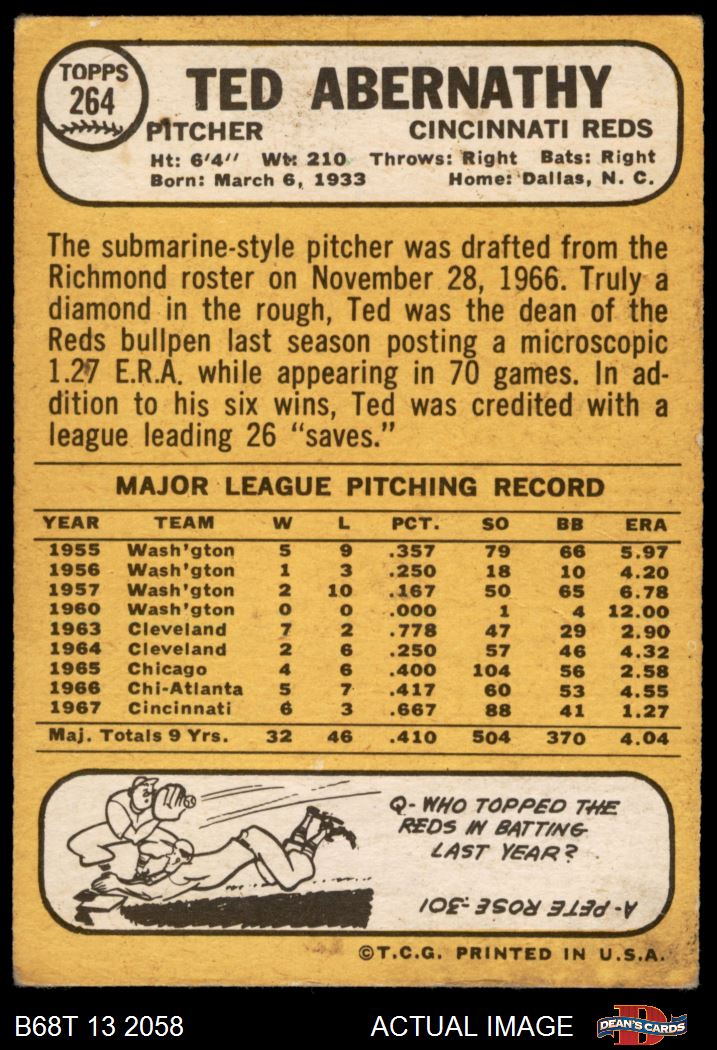 TOPPS
264
TED ABERNATHY
PITCHER CINCINNATI REDS
Ht: 6'4" Wt: 210 Throws: Right Bats: Right
Born: March 6, 1933 Home: Dallas, N. C.
The submarine-style pitcher was drafted from the
Richmond roster on November 28, 1966. Truly a
diamond in the rough, Ted was the dean of the
Reds bullpen last season posting a microscopic
1.27 E.R.A. while appearing in 70 games. In ad-
dition to his six wins, Ted was credited with a
league leading 26 “saves.”
MAJOR LEAGUE PITCHING RECORD
YEAR TEAM W L PCT. SO BB ERA
1955 Wash'gton 5 9 .357 79 66 5.97
1956 Wash'gton 1 3 .250 18 10 4.20
1957 Wash'gton 2 10 .167 50 65 6.78
1960 Wash'gton 0 0 .000 1 4 12.00
1963 Cleveland 7 2 .778 47 29 2.90
1964 Cleveland 2 6 .250 57 46 4.32
1965 Chicago 4 6 .400 104 56 2.58
1966 Chi-Atlanta 5 7 .417 60 53 4.55
1967 Cincinnati 6 3 .667 88 41 1.27
Maj. Totals 9 Yrs. 32 46 .410 504 370 4.04
Q-WHO TOPPED THE
REDS IN BATTING
LAST YEAR?
A-PETE ROSE-.301
©T.C.G. PRINTED IN U.S.A.
B68T 13 2058 ACTUAL IMAGE
D
DEAN'S CARDS